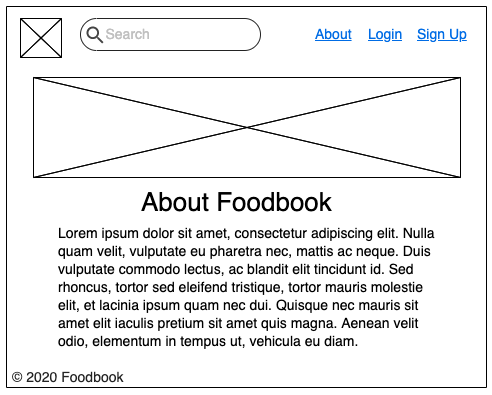 Search
About Login Sign Up
About Foodbook
Lorem ipsum dolor sit amet, consectetur adipiscing elit. Nulla
quam velit, vulputate eu pharetra nec, mattis ac neque. Duis
vulputate commodo lectus, ac blandit elit tincidunt id. Sed
rhoncus, tortor sed eleifend tristique, tortor mauris molestie
elit, et lacinia ipsum quam nec dui. Quisque nec mauris sit
amet elit iaculis pretium sit amet quis magna. Aenean velit
odio, elementum in tempus ut, vehicula eu diam.
© 2020 Foodbook